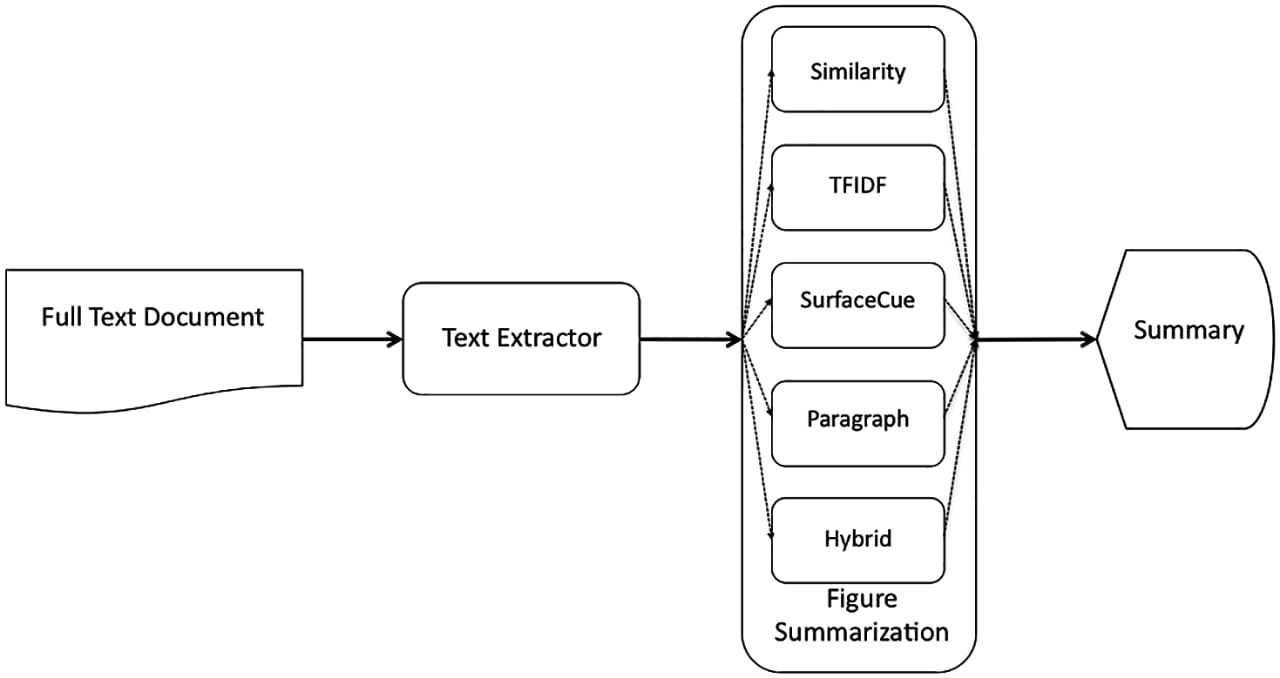 Full Text Document
Text Extractor
Similarity
TFIDF
SurfaceCue
Paragraph
Hybrid
Figure
Summarization
Summary